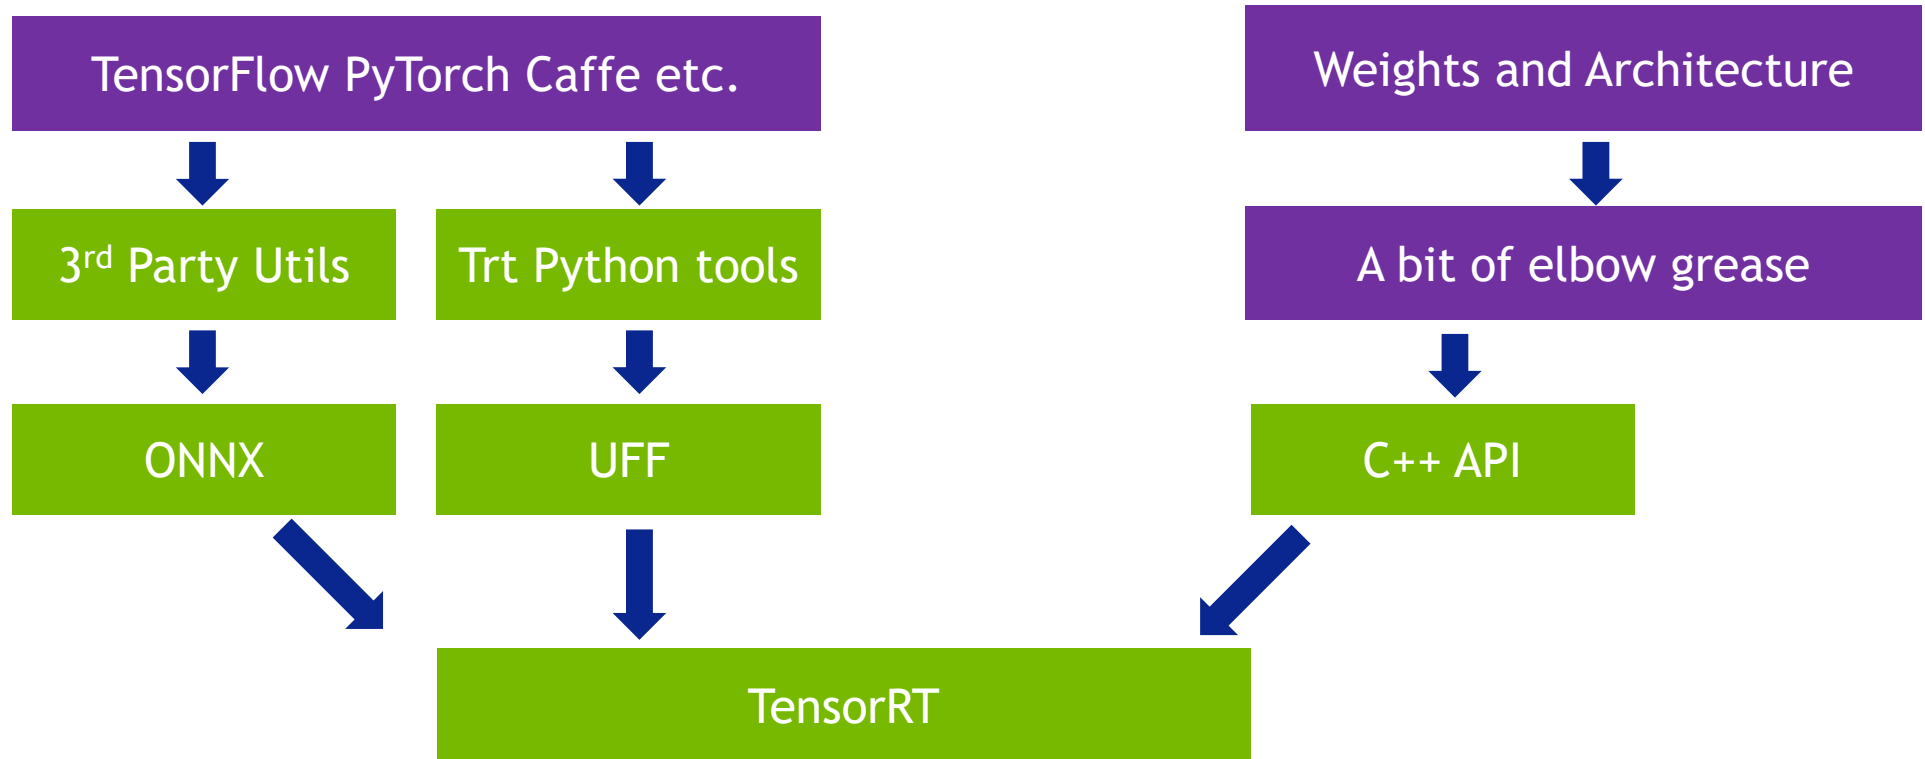 TensorFlow PyTorch Caffe etc.
Weights and Architecture
3rd Party Utils
Trt Python tools
A bit of elbow grease
ONNX
UFF
C++ API
TensorRT